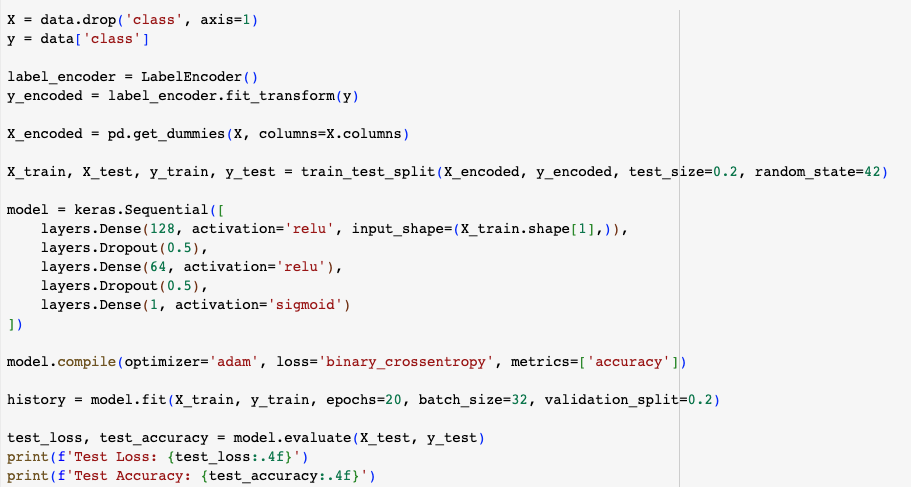 X = data.drop('class', axis=1)
y = data['class']
label_encoder = LabelEncoder()
y_encoded = label_encoder.fit_transform(y)
X_encoded = pd.get_dummies(X, columns=X.columns)
X_train, X_test, y_train, y_test = train_test_split(X_encoded, y_encoded, test_size=0.2, random_state=42)
model = keras.Sequential([
    layers.Dense(128, activation='relu', input_shape=(X_train.shape[1],)),
    layers.Dropout(0.5),
    layers.Dense(64, activation='relu'),
    layers.Dropout(0.5),
    layers.Dense(1, activation='sigmoid')
])
model.compile(optimizer='adam', loss='binary_crossentropy', metrics=['accuracy'])
history = model.fit(X_train, y_train, epochs=20, batch_size=32, validation_split=0.2)
test_loss, test_accuracy = model.evaluate(X_test, y_test)
print(f'Test Loss: {test_loss:.4f}')
print(f'Test Accuracy: {test_accuracy:.4f}')